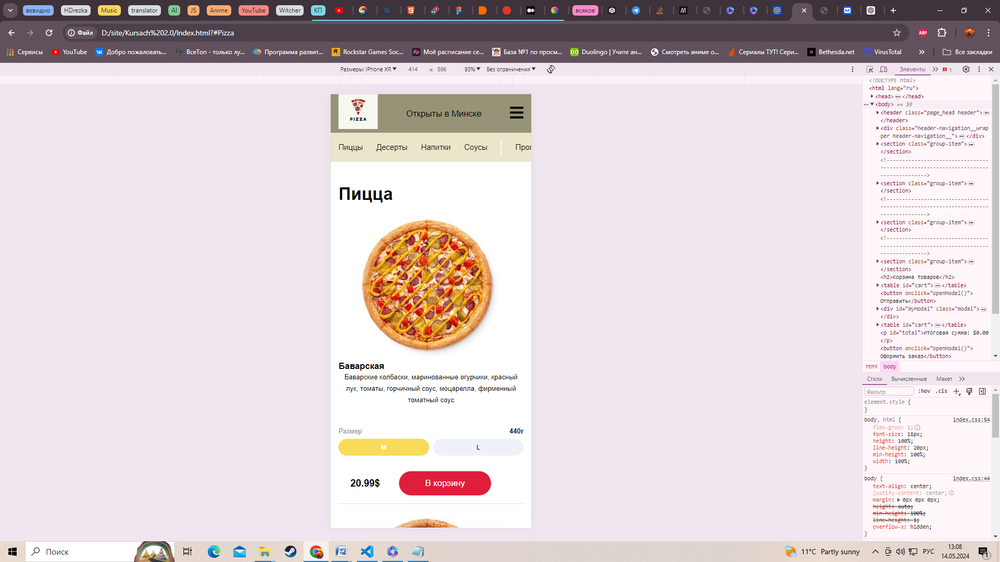 вквидио
HDrezka
Music
translator
AI
JS
Anime
YouTube
Witcher
КП
всякое
Файл
D:/site/Kursach%202.0/Index.html?#Pizza
ABP
Сервисы
YouTube
Добро пожаловать...
ВсеТоп - только лу...
Программа развит...
Rockstar Games Soc...
Моё расписание се...
База №1 по просм...
Duolingo | Учите ан...
Смотреть аниме о...
Сериалы ТУТ! Сери...
Bethesda.net
VirusTotal
Все закладки
Размеры: iPhone XR
414
x
896
93%
Без ограничения
Элементы
1
PIZZA
Открыты в Минске
Пиццы
Десерты
Напитки
Соусы
Прог
Пицца
Баварская
Баварские колбаски, маринованные огурчики, красный
лук, томаты, горчичный соус, моцарелла, фирменный
томатный соус
Размер
440г
M
L
20.99$
В корзину
<!DOCTYPE html>
<html lang="ru">
<head> </head>
<body> == $0
<header class="page_head header">
</header>
<div class="header-navigation__wrap
per header-navigation__"> </div>
<section class="group-item">
</section>
<!-----------------------------------
-------------------------------------
---------------->
<section class="group-item">
</section>
<!-----------------------------------
-------------------------------------
---------------->
<section class="group-item">
</section>
<!-----------------------------------
-------------------------------------
---------------->
<section class="group-item">
</section>
<h2>Корзина товаров</h2>
<table id="cart"> </table>
<button onclick="openModal()">
Отправить</button>
<div id="myModal" class="modal">
</div>
<table id="cart"> </table>
<p id="total">Итоговая сумма: $0.00
</p>
<button onclick="openModal()">
Оформить заказ</button>
html
body
Стили
Вычисленные
Макет
Фильтр
:hov
.cls
element.style {
}
body, html {
index.css:54
flex-grow: 1;
font-size: 18px;
height: 100%;
line-height: 20px;
min-height: 100%;
width: 100%;
}
body {
index.css:44
text-align: center;
justify-content: center;
margin: 0px 0px 0px;
height: auto;
min-height: 100%;
line-height: 1;
overflow-x: hidden;
}
Поиск
11°C Partly sunny
РУС
13:08
14.05.2024
1